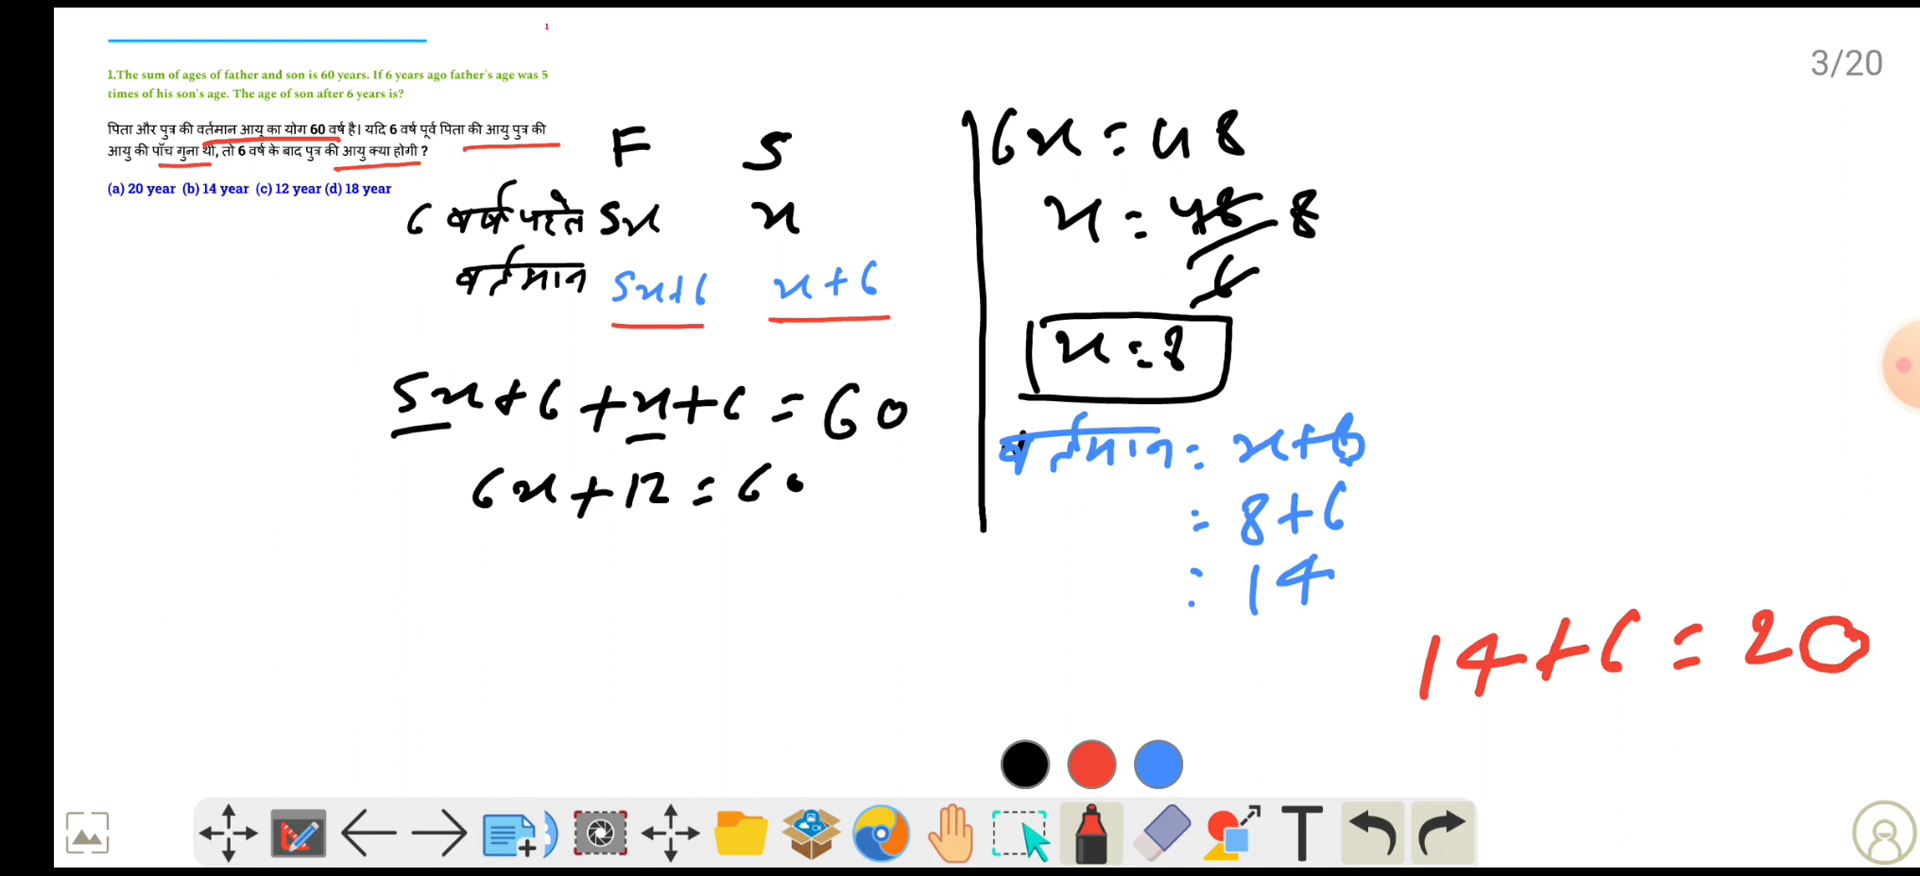 1
3/20
1.The sum of ages of father and son is 60 years. If 6 years ago father's age was 5
times of his son's age. The age of son after 6 years is?
पिता और पुत्र की वर्तमान आयु का योग 60 वर्ष है। यदि 6 वर्ष पूर्व पिता की आयु पुत्र की
आयु की पाँच गुना थी, तो 6 वर्ष के बाद पुत्र की आयु क्या होगी ?
(a) 20 year (b) 14 year (c) 12 year (d) 18 year
F S
6 वर्ष पहले 5x x
वर्तमान 5x+6 x+6
5x+6+x+6=60
6x+12=60
6x=48
x=48/6 8
x=8
वर्तमान=x+6
=8+6
=14
14+6=20
T